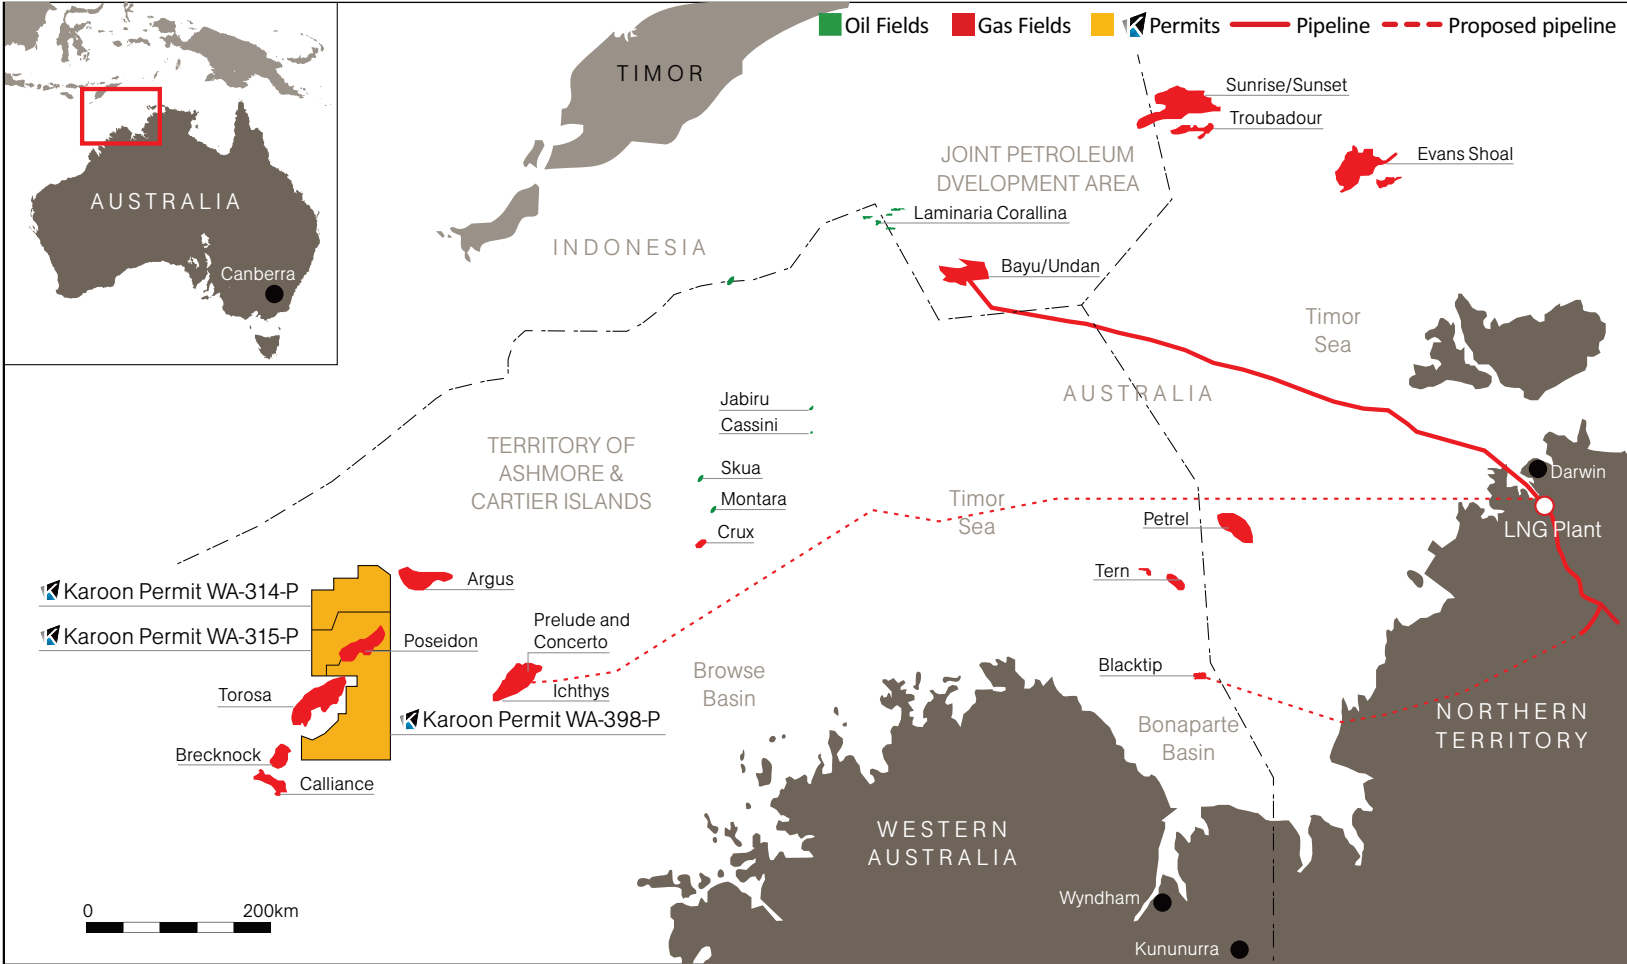 Oil Fields
Gas Fields
Permits
Pipeline
Proposed pipeline
TIMOR
Sunrise/Sunset
Troubadour
Evans Shoal
JOINT PETROLEUM
DVELOPMENT AREA
AUSTRALIA
Canberra
Laminaria Corallina
INDONESIA
Bayu/Undan
Timor
Sea
AUSTRALIA
Jabiru
Cassini
TERRITORY OF
ASHMORE &
CARTIER ISLANDS
Skua
Montara
Crux
Timor
Sea
Petrel
Darwin
LNG Plant
Tern
Argus
Karoon Permit WA-314-P
Karoon Permit WA-315-P
Poseidon
Prelude and
Concerto
Ichthys
Torosa
Karoon Permit WA-398-P
Browse
Basin
Blacktip
Bonaparte
Basin
NORTHERN
TERRITORY
Brecknock
Calliance
WESTERN
AUSTRALIA
Wyndham
Kununurra
0
200km